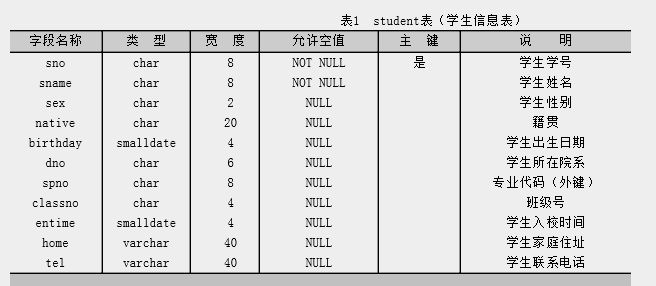 表1 student表（学生信息表）
字段名称 类 型 宽 度 允许空值 主 键 说 明
sno char 8 NOT NULL 是 学生学号
sname char 8 NOT NULL 学生姓名
sex char 2 NULL 学生性别
native char 20 NULL 籍贯
birthday smalldate 4 NULL 学生出生日期
dno char 6 NULL 学生所在院系
spno char 8 NULL 专业代码（外键）
classno char 4 NULL 班级号
entime smalldate 4 NULL 学生入校时间
home varchar 40 NULL 学生家庭住址
tel varchar 40 NULL 学生联系电话